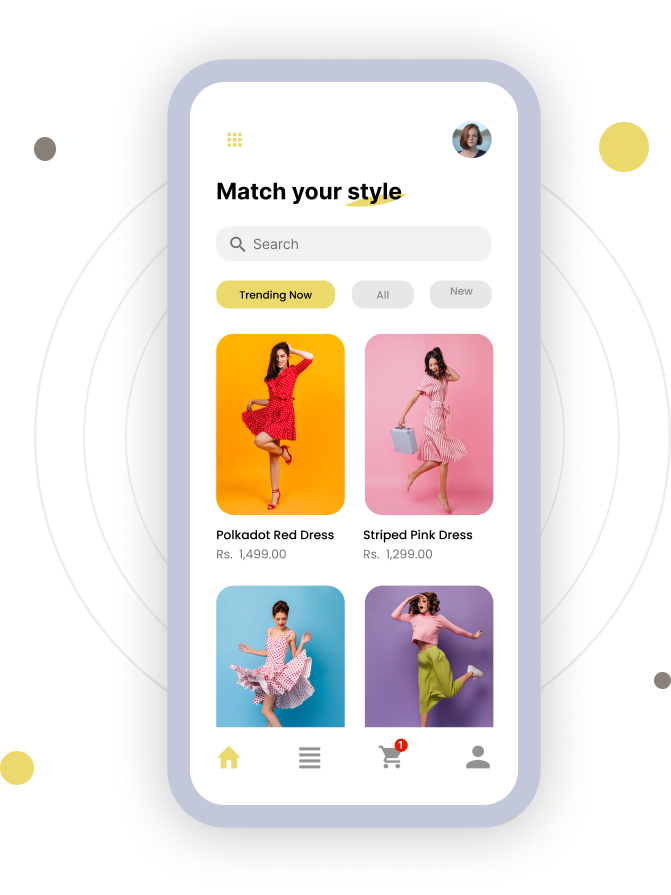 Match your style
Search
Trending Now
All
New
Polkadot Red Dress
Striped Pink Dress
Rs. 1,499.00
Rs. 1,299.00
1